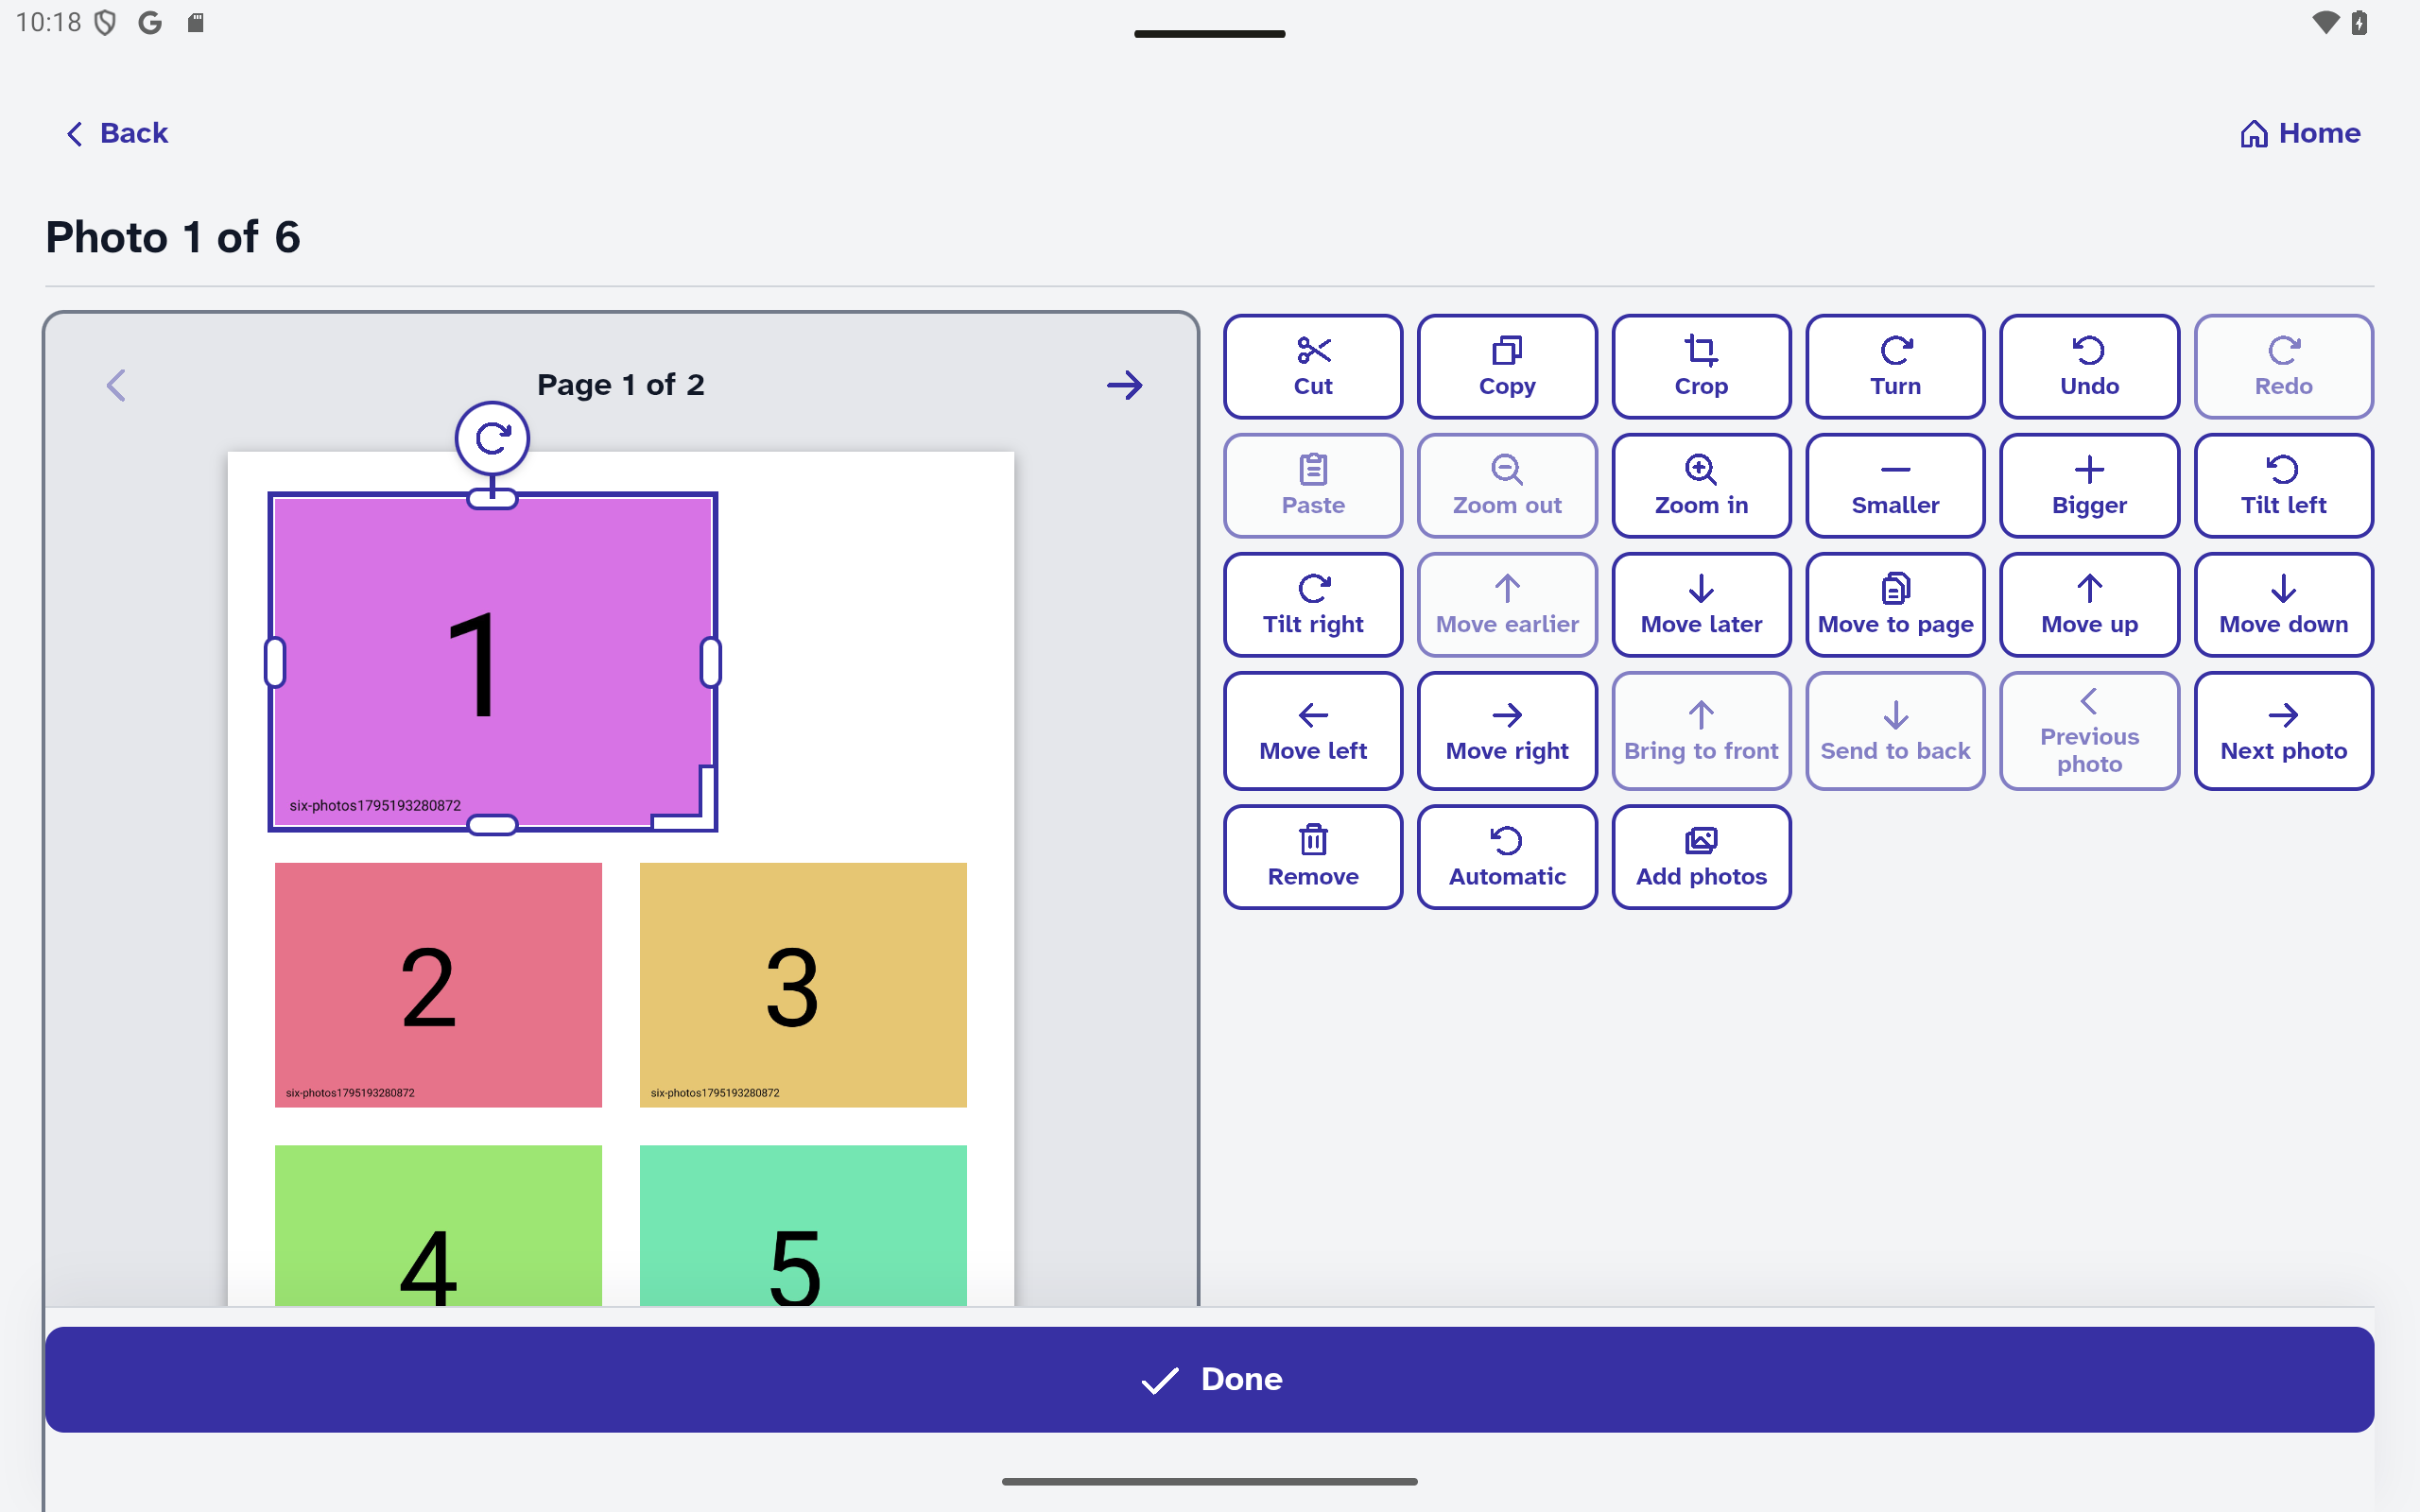 10:18
Back
Home
Photo 1 of 6
Page 1 of 2
1
six-photos1795193280872
2
six-photos1795193280872
3
six-photos1795193280872
4
5
Cut
Copy
Crop
Turn
Undo
Redo
Paste
Zoom out
Zoom in
Smaller
Bigger
Tilt left
Tilt right
Move earlier
Move later
Move to page
Move up
Move down
Move left
Move right
Bring to front
Send to back
Previous
photo
Next photo
Remove
Automatic
Add photos
Done